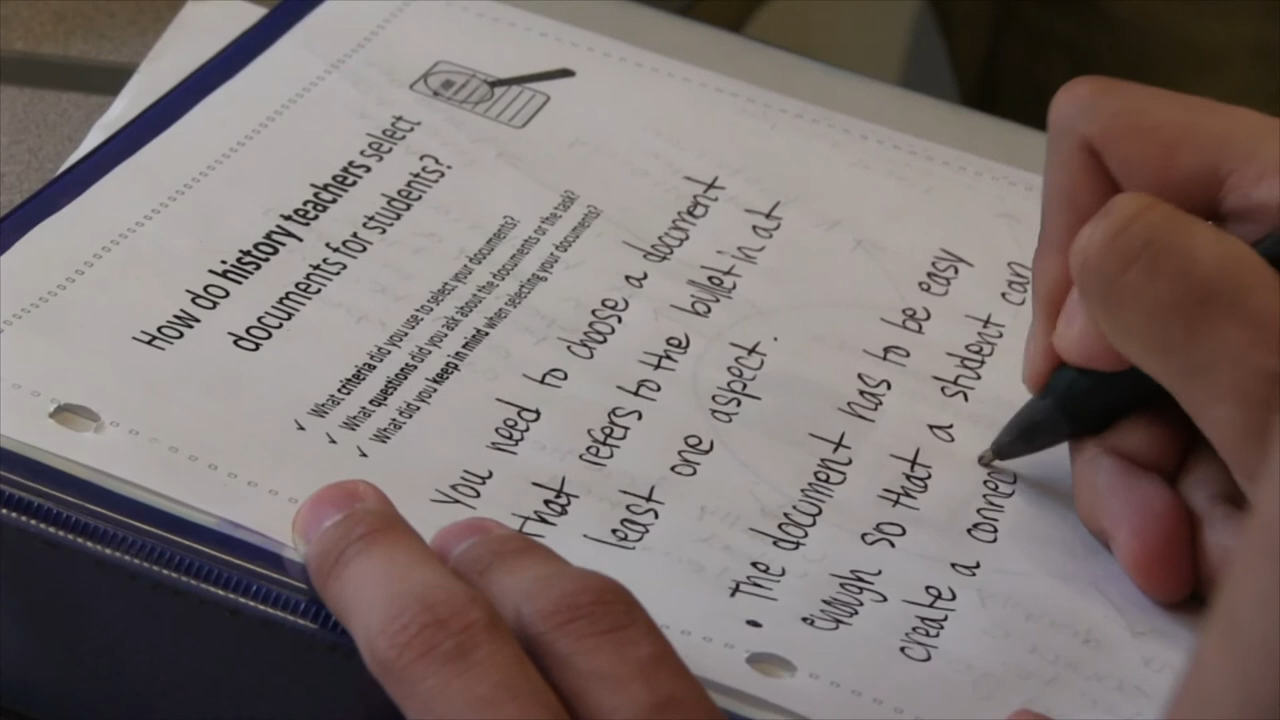 How do history teachers select
documents for students?
✓ What criteria did you use to select your documents?
✓ What questions did you ask about the documents or the task?
✓ What did you keep in mind when selecting your documents?
You need to choose a document
that refers to the bullet in at
least one aspect.
• The document has to be easy
enough so that a student can
create a connec